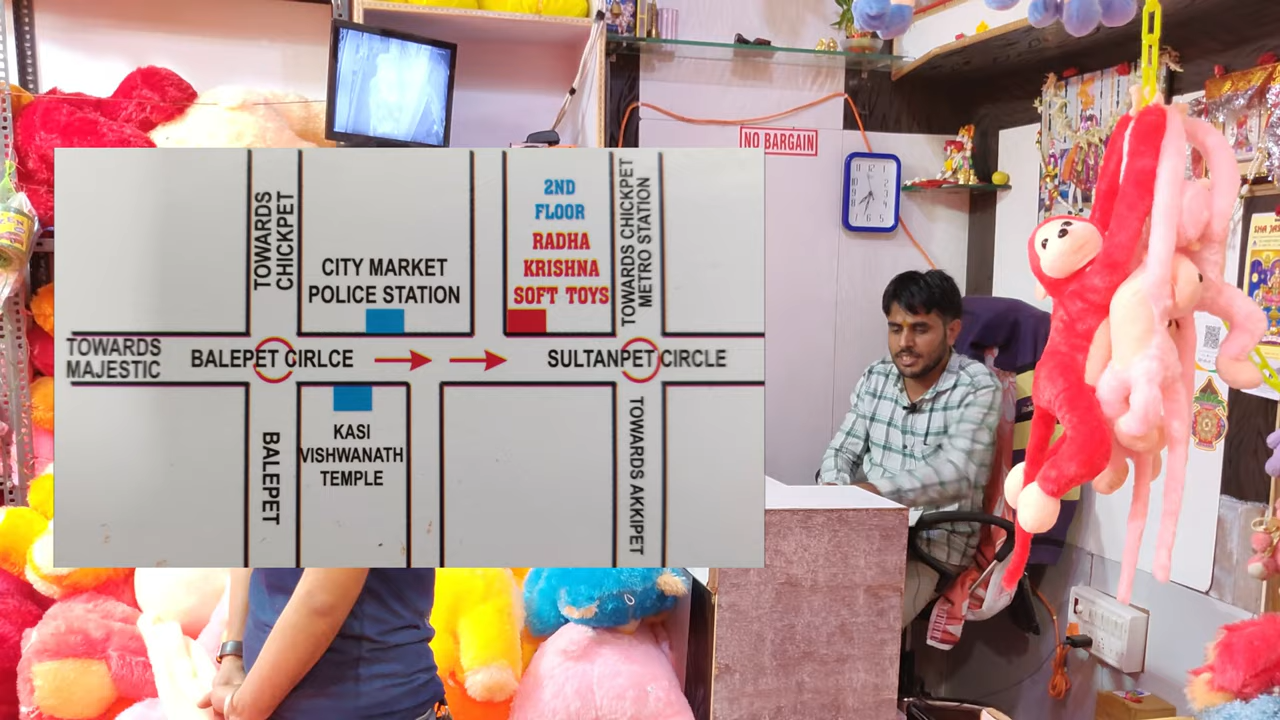 NO BARGAIN
TOWARDS
CHICKPET
CITY MARKET
POLICE STATION
2ND
FLOOR
RADHA
KRISHNA
SOFT TOYS
TOWARDS CHICKPET
METRO STATION
TOWARDS
MAJESTIC
BALEPET CIRLCE
SULTANPET CIRCLE
BALEPET
KASI
VISHWANATH
TEMPLE
TOWARDS AKKIPET